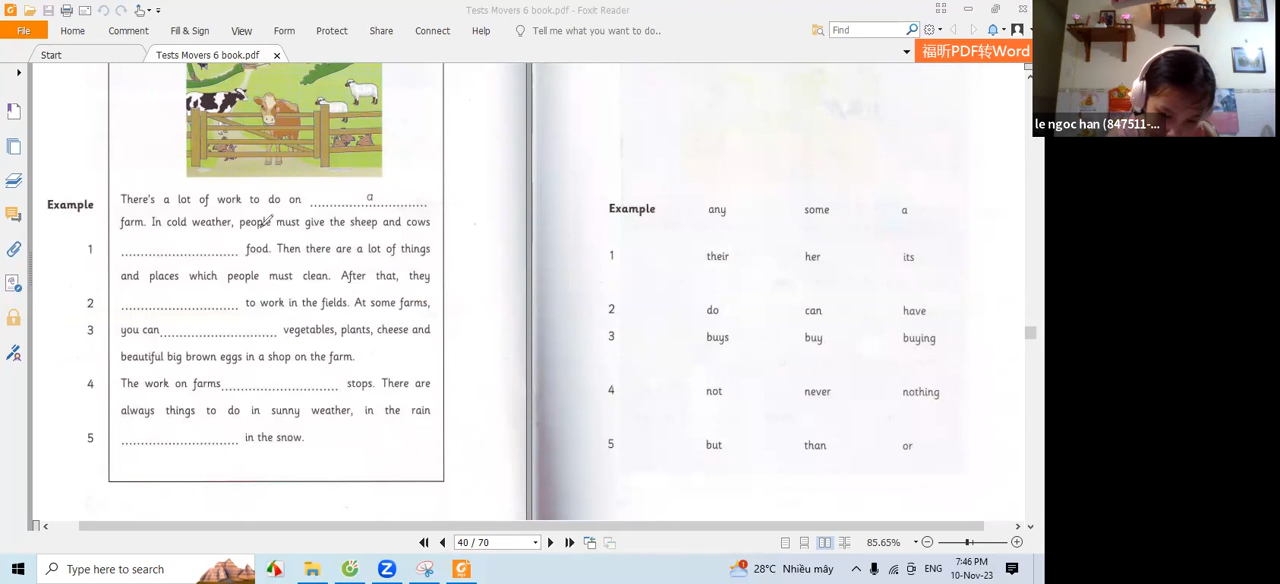 Tests Movers 6 book.pdf - Foxit Reader
File Home Comment Fill & Sign View Form Protect Share Connect Help Tell me what you want to do.. Find
Start Tests Movers 6 book.pdf
福昕PDF转Word
le ngoc han (847511-...
There's a lot of work to do on ........a........
Example
farm. In cold weather, people must give the sheep and cows
1 ........................ food. Then there are a lot of things
and places which people must clean. After that, they
2 ........................ to work in the fields. At some farms,
3 you can........................ vegetables, plants, cheese and
beautiful big brown eggs in a shop on the farm.
4 The work on farms........................ stops. There are
always things to do in sunny weather, in the rain
5 ........................ in the snow.
Example any some a
1 their her its
2 do can have
3 buys buy buying
4 not never nothing
5 but than or
40 / 70
85.65%
Type here to search
28°C Nhiều mây
ENG
7:46 PM
10-Nov-23